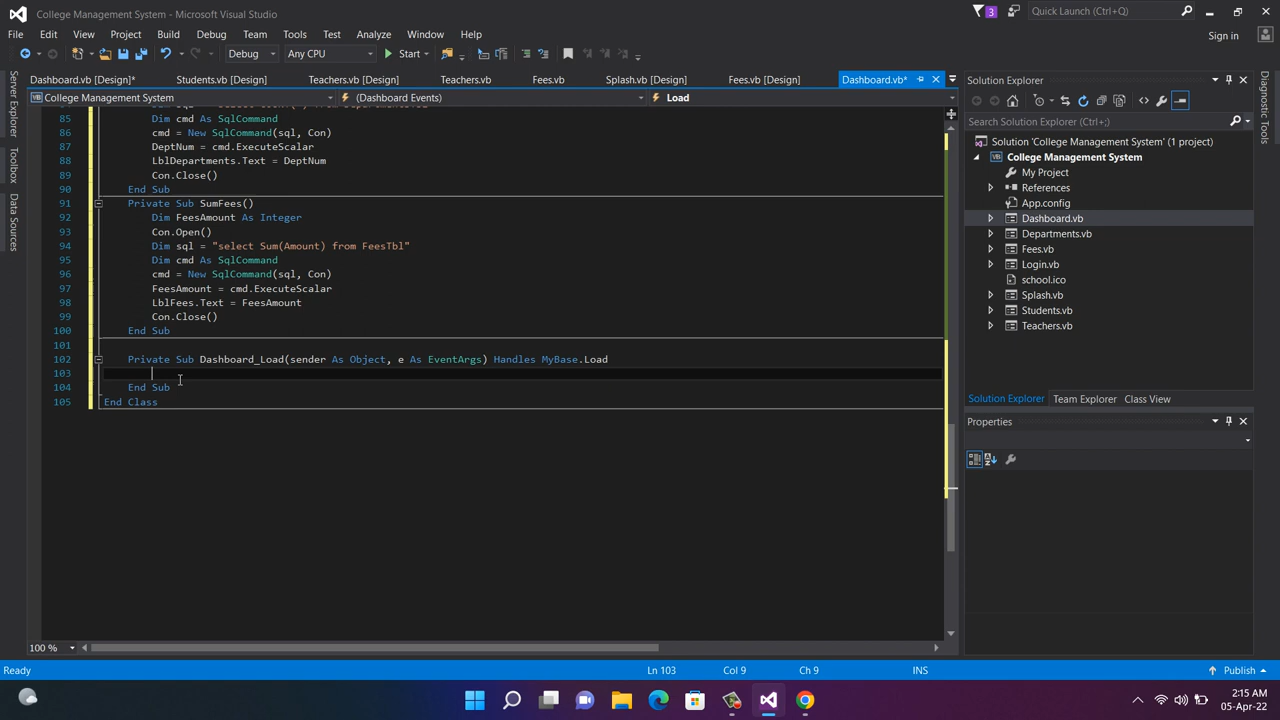 College Management System - Microsoft Visual Studio
3
Quick Launch (Ctrl+;)
File Edit View Project Build Debug Team Tools Test Analyze Window Help
Sign in
Debug Any CPU Start
Dashboard.vb [Design]* Students.vb [Design] Teachers.vb [Design] Teachers.vb Fees.vb Splash.vb [Design] Fees.vb [Design] Dashboard.vb*
College Management System (Dashboard Events) Load
85 Dim cmd As SqlCommand
86 cmd = New SqlCommand(sql, Con)
87 DeptNum = cmd.ExecuteScalar
88 LblDepartments.Text = DeptNum
89 Con.Close()
90 End Sub
91 Private Sub SumFees()
92 Dim FeesAmount As Integer
93 Con.Open()
94 Dim sql = "select Sum(Amount) from FeesTbl"
95 Dim cmd As SqlCommand
96 cmd = New SqlCommand(sql, Con)
97 FeesAmount = cmd.ExecuteScalar
98 LblFees.Text = FeesAmount
99 Con.Close()
100 End Sub
101
102 Private Sub Dashboard_Load(sender As Object, e As EventArgs) Handles MyBase.Load
103
104 End Sub
105 End Class
100 %
Server Explorer
Toolbox
Data Sources
Solution Explorer
Search Solution Explorer (Ctrl+;)
Solution 'College Management System' (1 project)
College Management System
My Project
References
App.config
Dashboard.vb
Departments.vb
Fees.vb
Login.vb
school.ico
Splash.vb
Students.vb
Teachers.vb
Solution Explorer Team Explorer Class View
Properties
Diagnostic Tools
Ready Ln 103 Col 9 Ch 9 INS Publish
2:15 AM
05-Apr-22